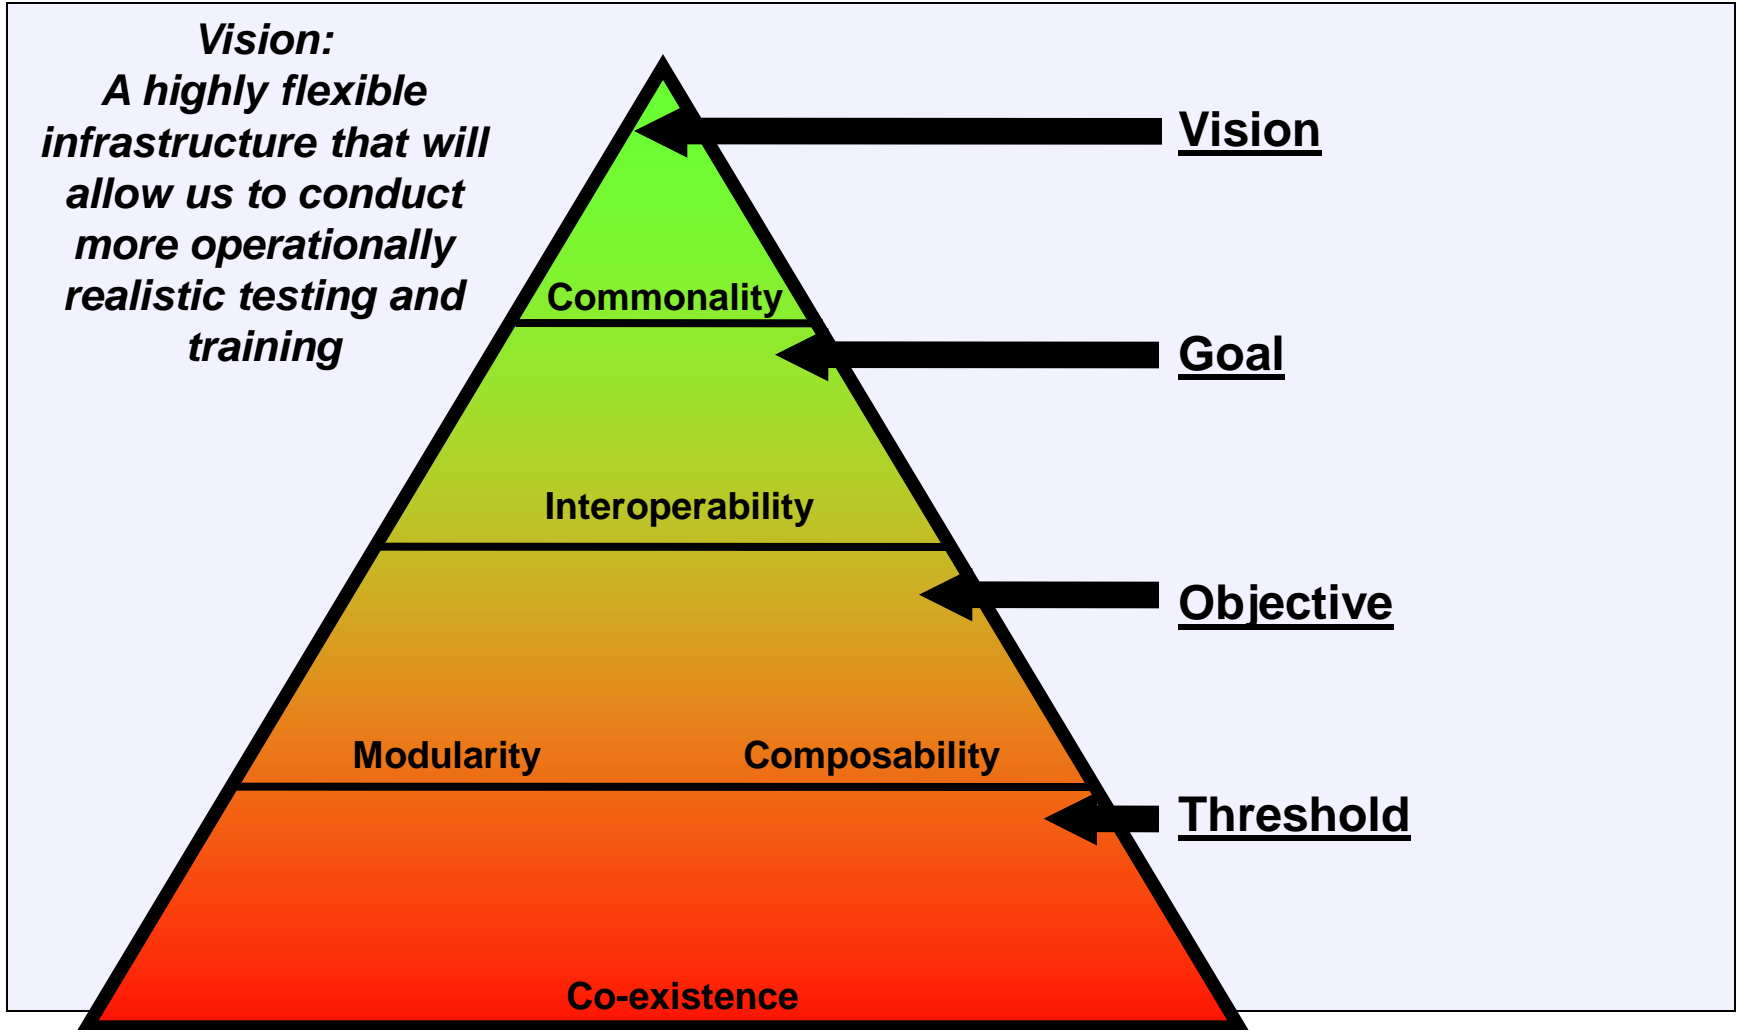 Vision:
A highly flexible
infrastructure that will
allow us to conduct
more operationally
realistic testing and
training
Vision
Commonality
Goal
Interoperability
Objective
Modularity Composability
Threshold
Co-existence